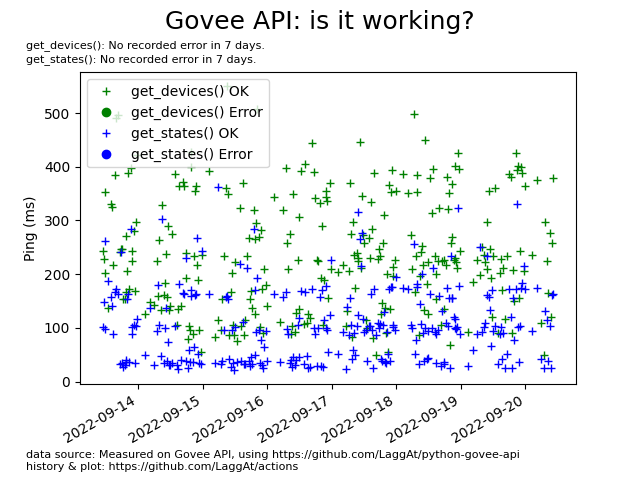 Govee API: is it working?
get_devices(): No recorded error in 7 days.
get_states(): No recorded error in 7 days.
get_devices() OK
get_devices() Error
get_states() OK
get_states() Error
Ping (ms)
500
400
300
200
100
0
2022-09-14
2022-09-15
2022-09-16
2022-09-17
2022-09-18
2022-09-19
2022-09-20
data source: Measured on Govee API, using https://github.com/LaggAt/python-govee-api
history & plot: https://github.com/LaggAt/actions